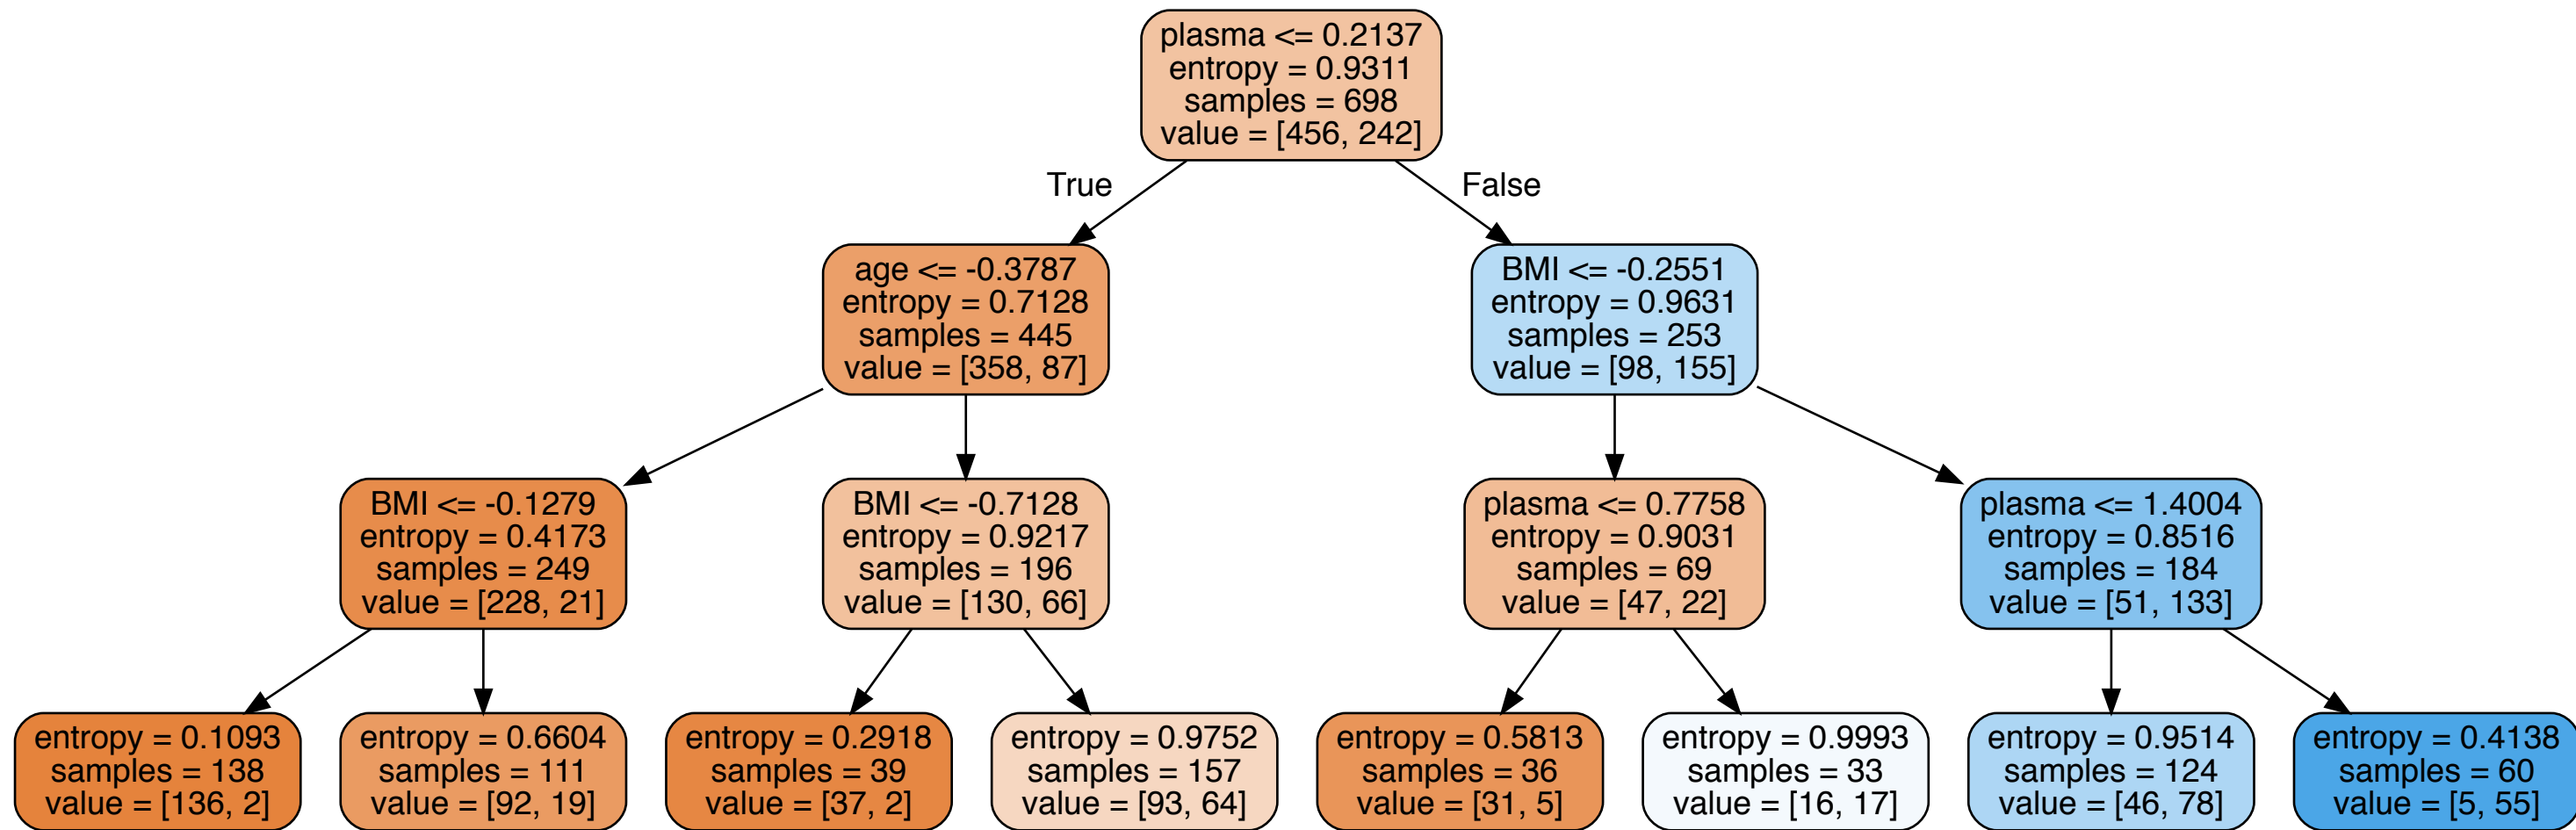 plasma <= 0.2137
entropy = 0.9311
samples = 698
value = [456, 242]
True
False
age <= -0.3787
entropy = 0.7128
samples = 445
value = [358, 87]
BMI <= -0.2551
entropy = 0.9631
samples = 253
value = [98, 155]
BMI <= -0.1279
entropy = 0.4173
samples = 249
value = [228, 21]
BMI <= -0.7128
entropy = 0.9217
samples = 196
value = [130, 66]
plasma <= 0.7758
entropy = 0.9031
samples = 69
value = [47, 22]
plasma <= 1.4004
entropy = 0.8516
samples = 184
value = [51, 133]
entropy = 0.1093
samples = 138
value = [136, 2]
entropy = 0.6604
samples = 111
value = [92, 19]
entropy = 0.2918
samples = 39
value = [37, 2]
entropy = 0.9752
samples = 157
value = [93, 64]
entropy = 0.5813
samples = 36
value = [31, 5]
entropy = 0.9993
samples = 33
value = [16, 17]
entropy = 0.9514
samples = 124
value = [46, 78]
entropy = 0.4138
samples = 60
value = [5, 55]